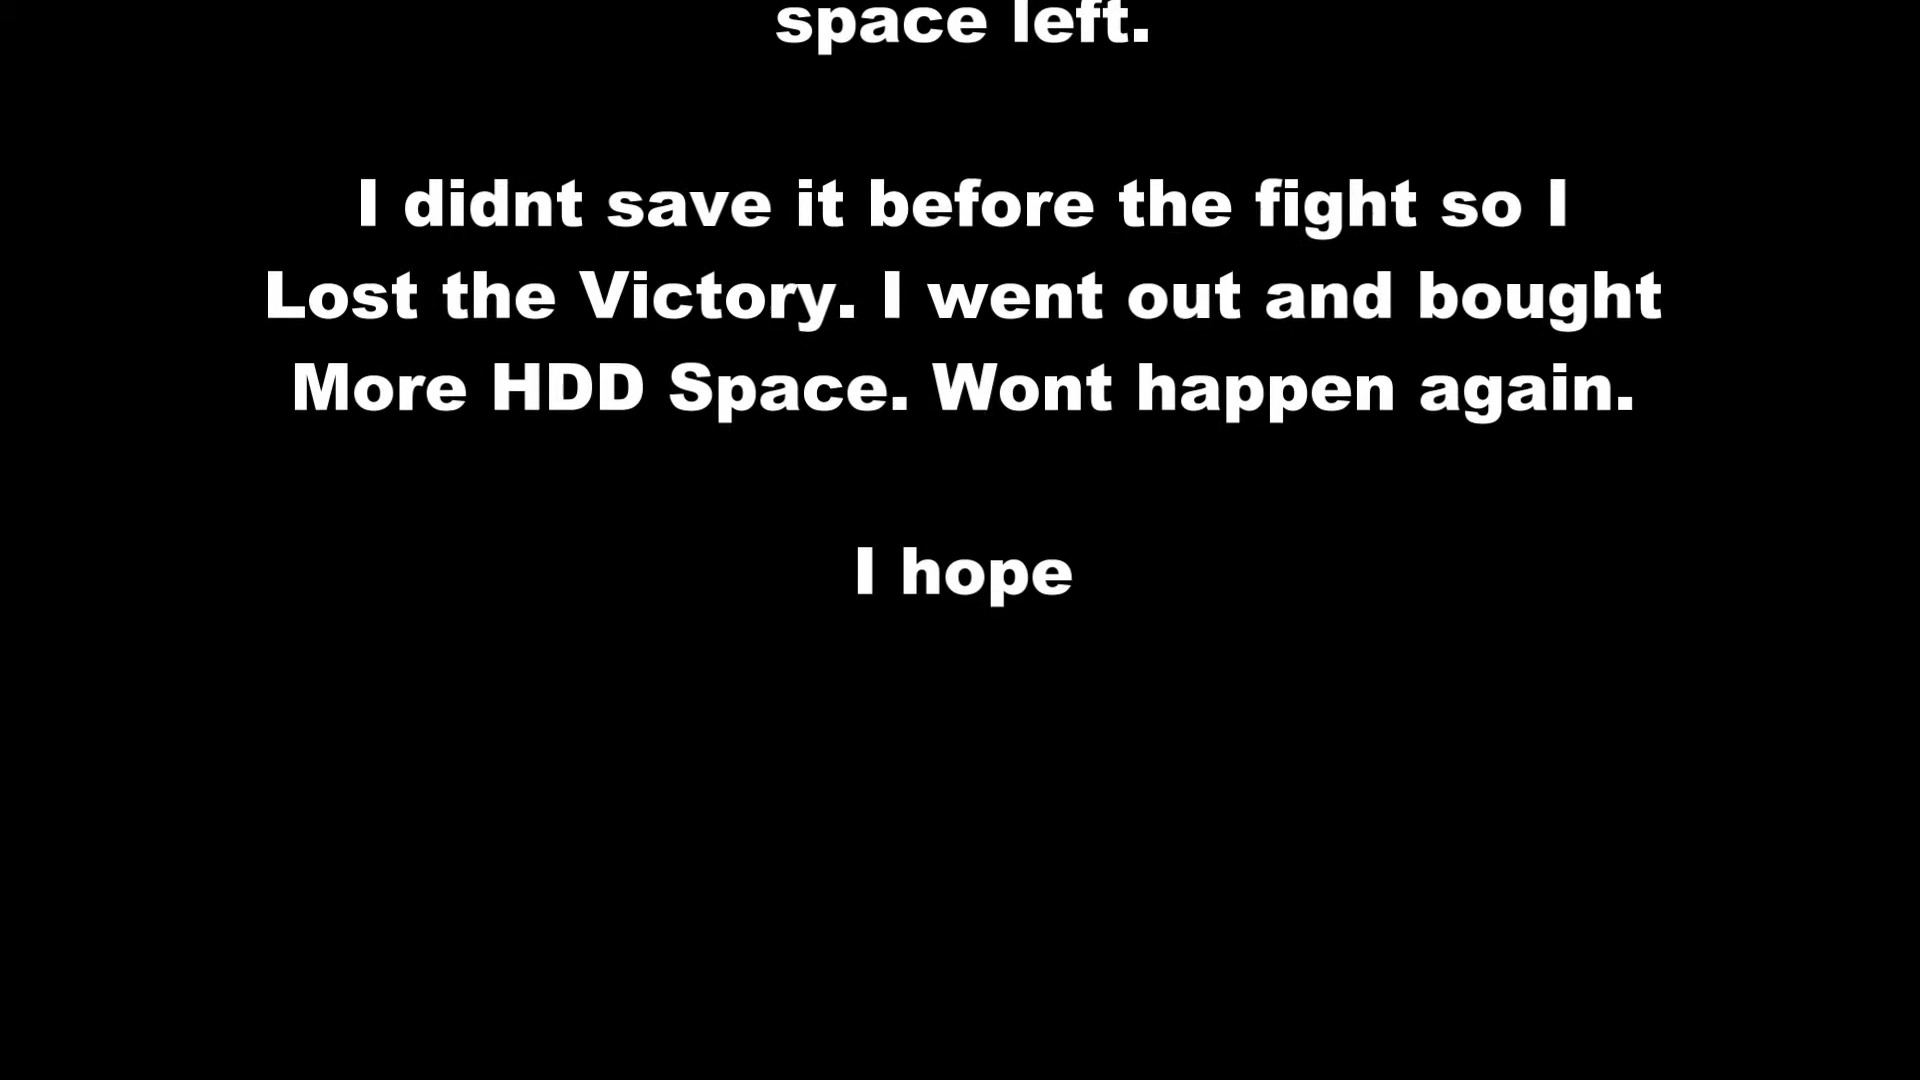 space left.
I didnt save it before the fight so I
Lost the Victory. I went out and bought
More HDD Space. Wont happen again.
I hope